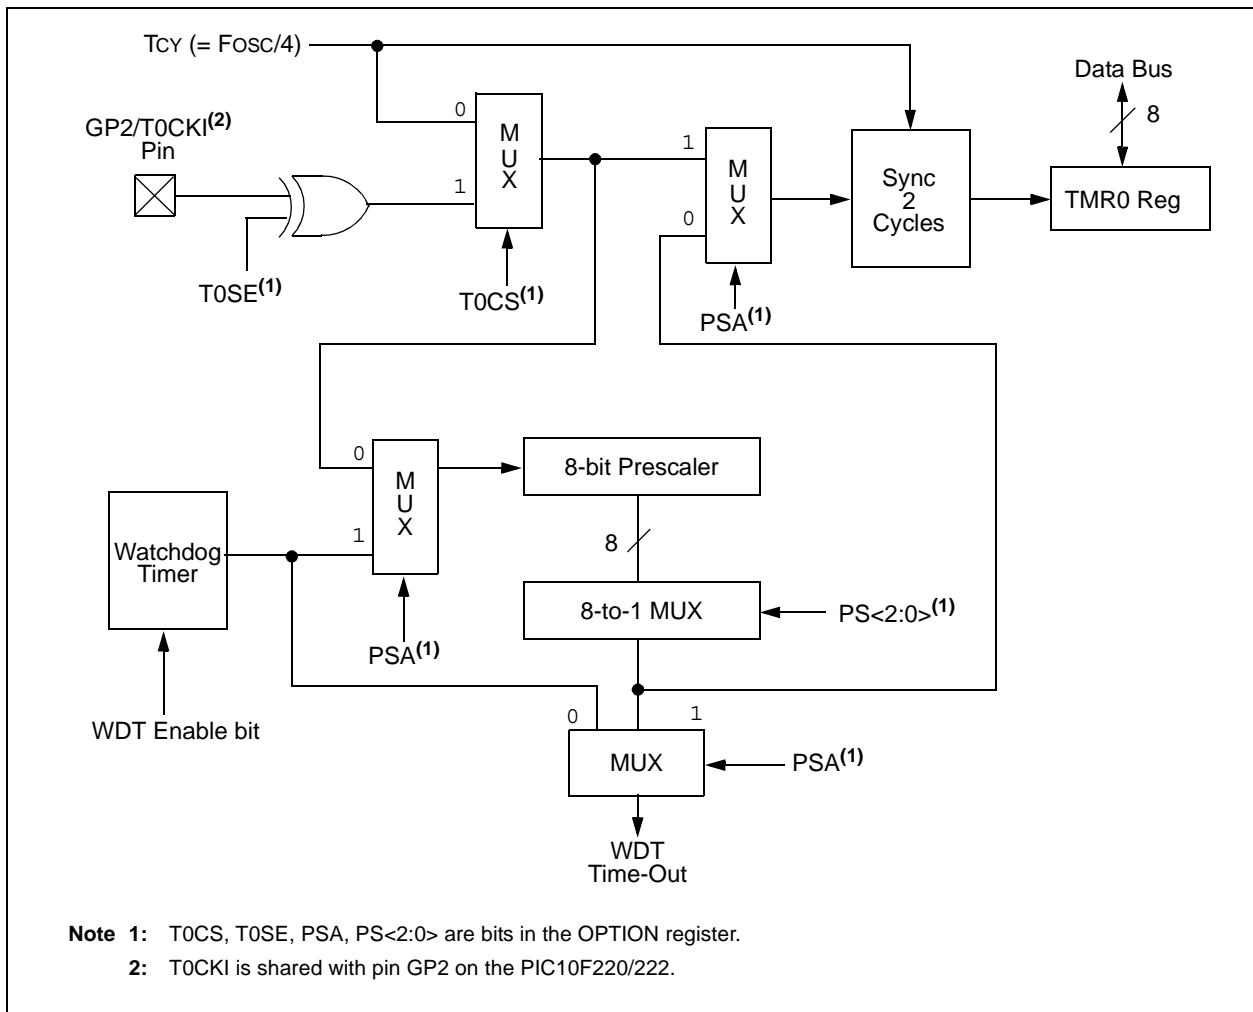 TCY (= FOSC/4)
Data Bus
8
GP2/T0CKI(2)
Pin
0
1
M
U
X
1
0
M
U
X
Sync
2
Cycles
TMR0 Reg
T0SE(1)
T0CS(1)
PSA(1)
0
1
M
U
X
8-bit Prescaler
8
Watchdog
Timer
8-to-1 MUX
PS<2:0>(1)
PSA(1)
WDT Enable bit
0
1
MUX
PSA(1)
WDT
Time-Out
Note 1: T0CS, T0SE, PSA, PS<2:0> are bits in the OPTION register.
2: T0CKI is shared with pin GP2 on the PIC10F220/222.